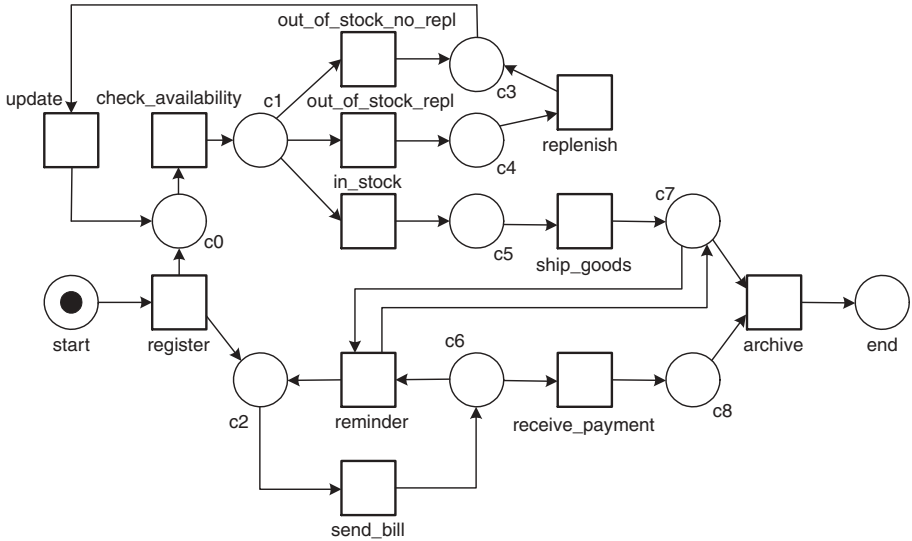 out_of_stock_no_repl
c3
update
check_availability
c1
out_of_stock_repl
c4
replenish
in_stock
c7
c0
c5
ship_goods
start
register
archive
end
c6
c2
reminder
receive_payment
c8
send_bill